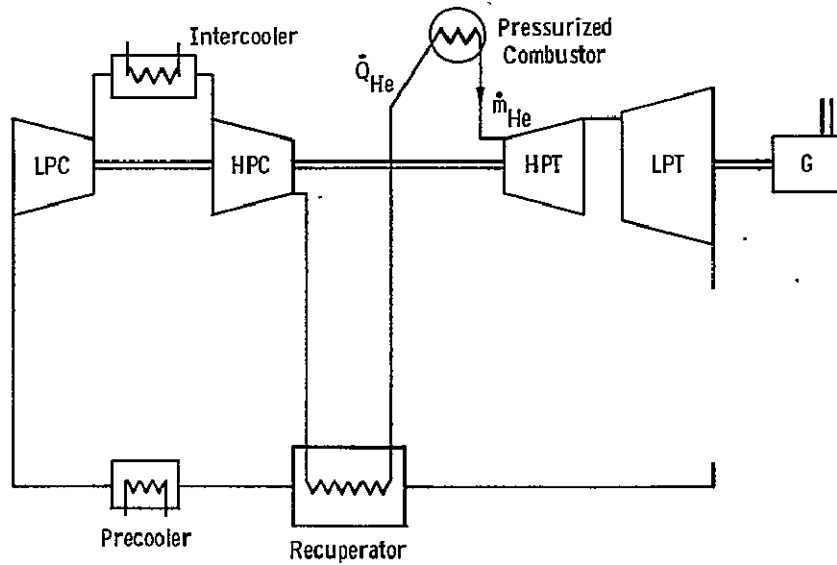 Intercooler
Pressurized
Combustor
Q̇He
ṁHe
LPC
HPC
HPT
LPT
G
Precooler
Recuperator